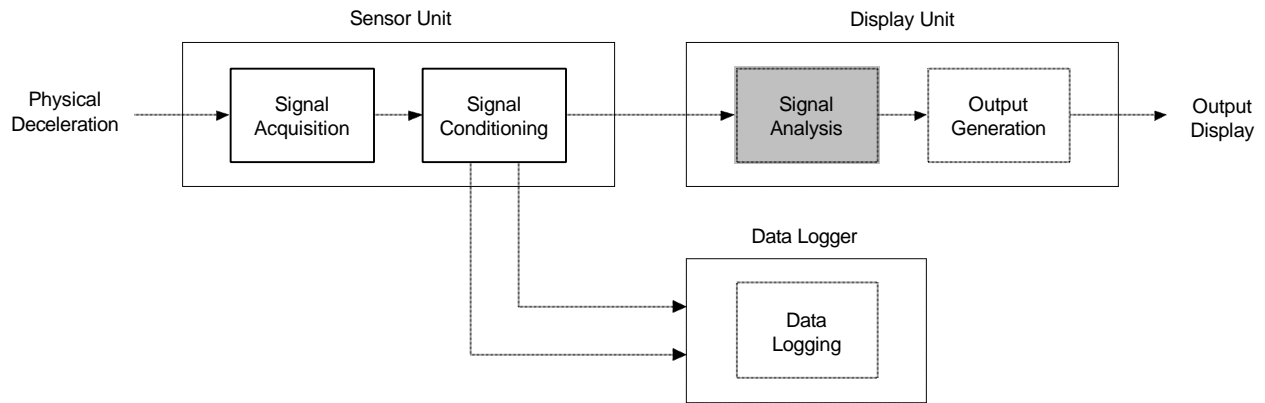 Sensor Unit
Display Unit
Physical
Deceleration
Signal
Acquisition
Signal
Conditioning
Signal
Analysis
Output
Generation
Output
Display
Data Logger
Data
Logging